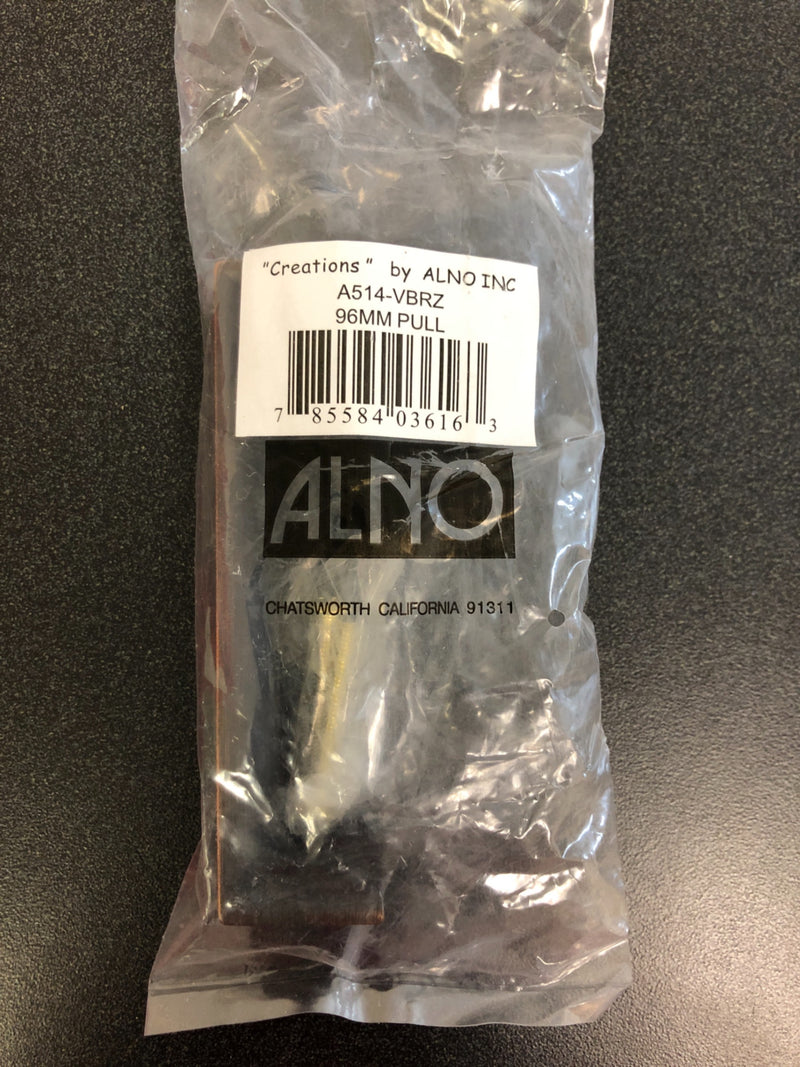 "Creations" by ALNO INC
A514-VBRZ
96MM PULL
7 85584 03616 3
ALNO
CHATSWORTH CALIFORNIA 91311